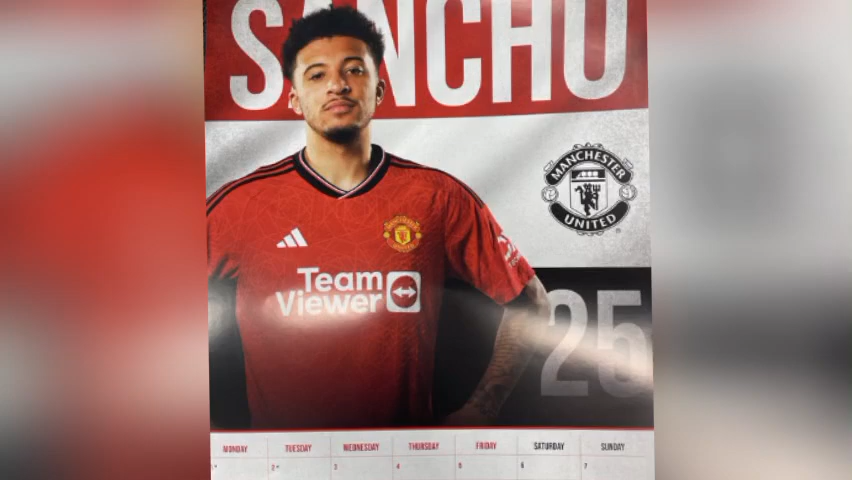 SANCHO
MANCHESTER
UNITED
Team
Viewer
25
MONDAY TUESDAY WEDNESDAY THURSDAY FRIDAY SATURDAY SUNDAY
1 2 3 4 5 6 7